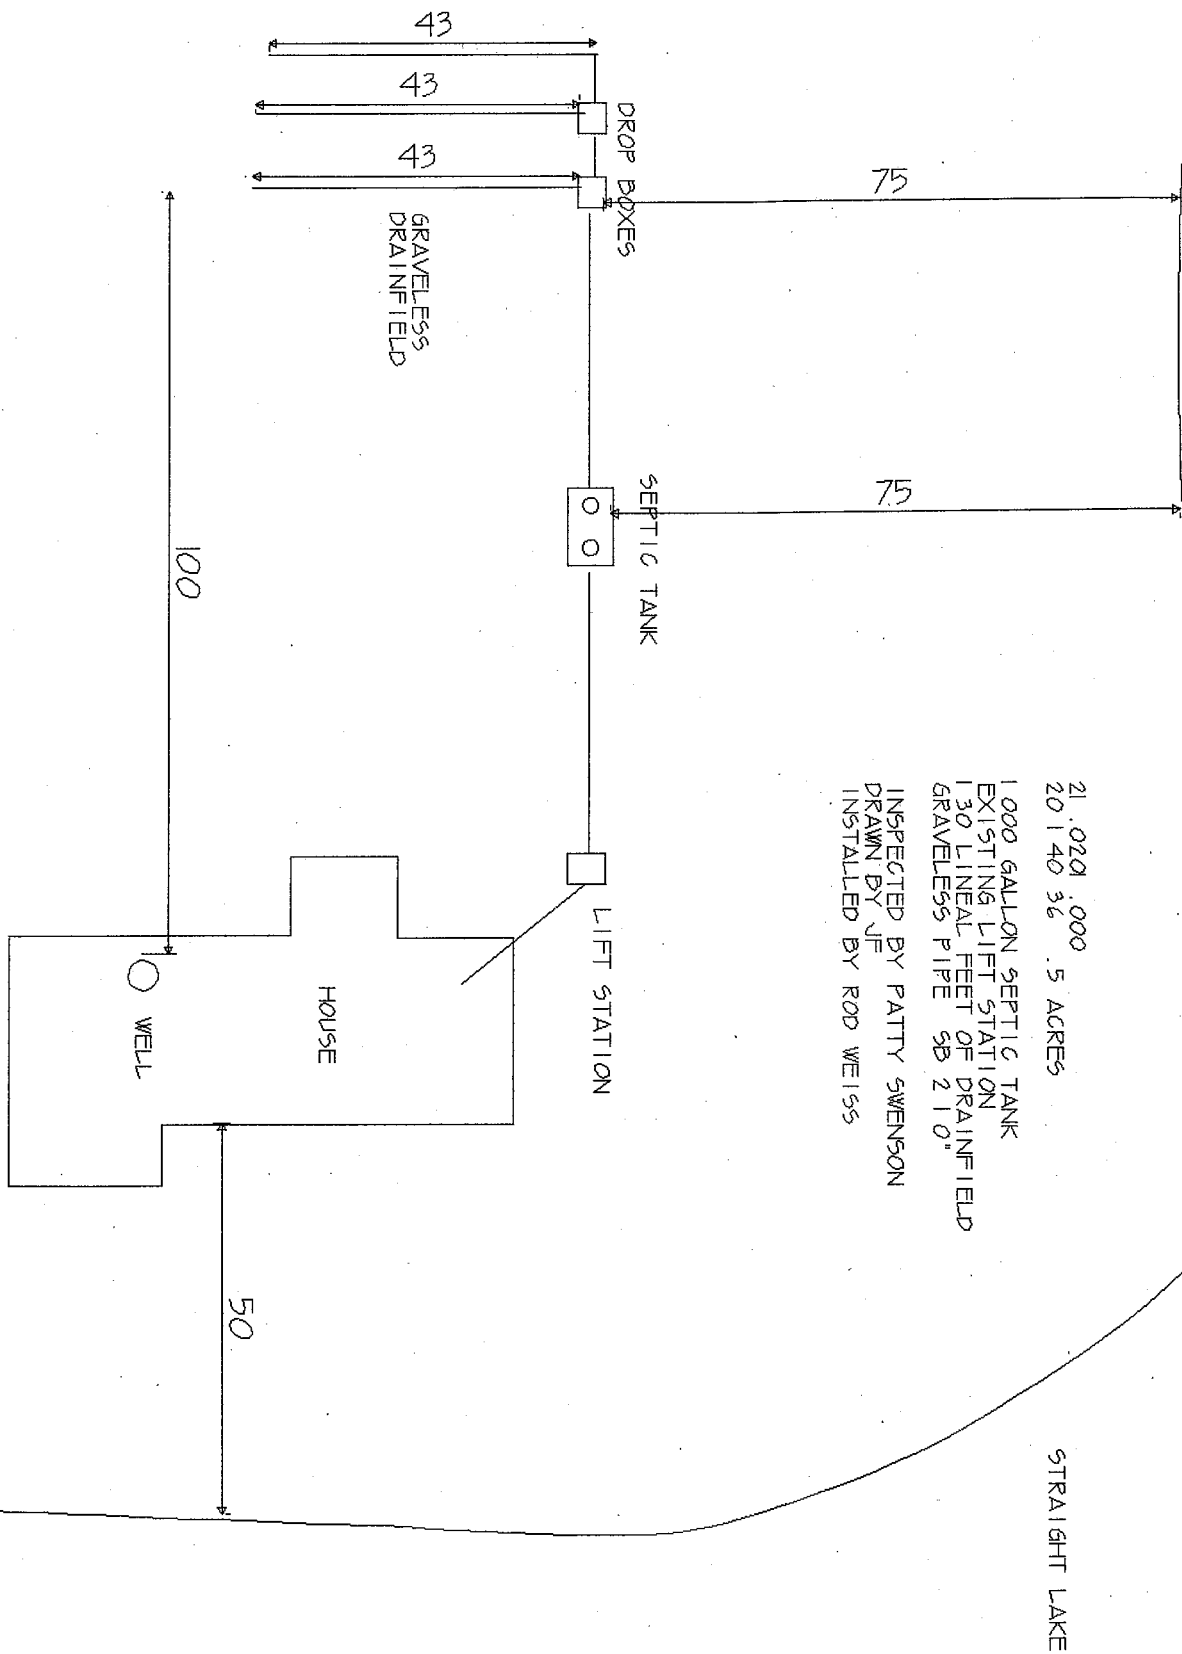 21 .0201 .000
20 140 36 .5 ACRES
1 000 GALLON SEPTIC TANK
EXISTING LIFT STATION
1 30 LINEAL FEET OF DRAINFIELD
GRAVELESS PIPE SB 2 1 0"
INSPECTED BY PATTY SWENSON
DRAWN BY JF
INSTALLED BY ROD WEISS
STRAIGHT LAKE
75
75
DROP BOXES
SEPTIC TANK
LIFT STATION
43
43
43
GRAVELESS
DRAINFIELD
HOUSE
WELL
100
50